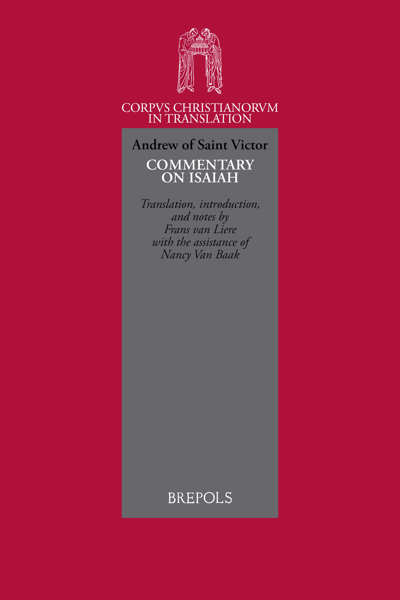 CORPVS CHRISTIANORVM
IN TRANSLATION
Andrew of Saint Victor
COMMENTARY
ON ISAIAH
Translation, introduction,
and notes by
Frans van Liere
with the assistance of
Nancy Van Baak
BREPOLS